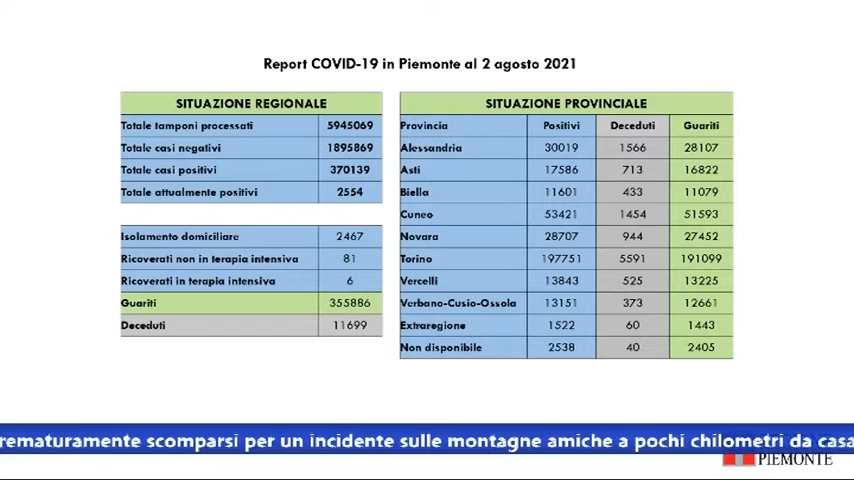 Report COVID-19 in Piemonte al 2 agosto 2021
SITUAZIONE REGIONALE
Totale tamponi processati 5945069
Totale casi negativi 1895869
Totale casi positivi 370139
Totale attualmente positivi 2554
Isolamento domiciliare 2467
Ricoverati non in terapia intensiva 81
Ricoverati in terapia intensiva 6
Guariti 355886
Deceduti 11699
SITUAZIONE PROVINCIALE
Provincia Positivi Deceduti Guariti
Alessandria 30019 1566 28107
Asti 17586 713 16822
Biella 11601 433 11079
Cuneo 53421 1454 51593
Novara 28707 944 27452
Torino 197751 5591 191099
Vercelli 13843 525 13225
Verbano-Cusio-Ossola 13151 373 12661
Extraregione 1522 60 1443
Non disponibile 2538 40 2405
rematuramente scomparsi per un incidente sulle montagne amiche a pochi chilometri da casa
PIEMONTE